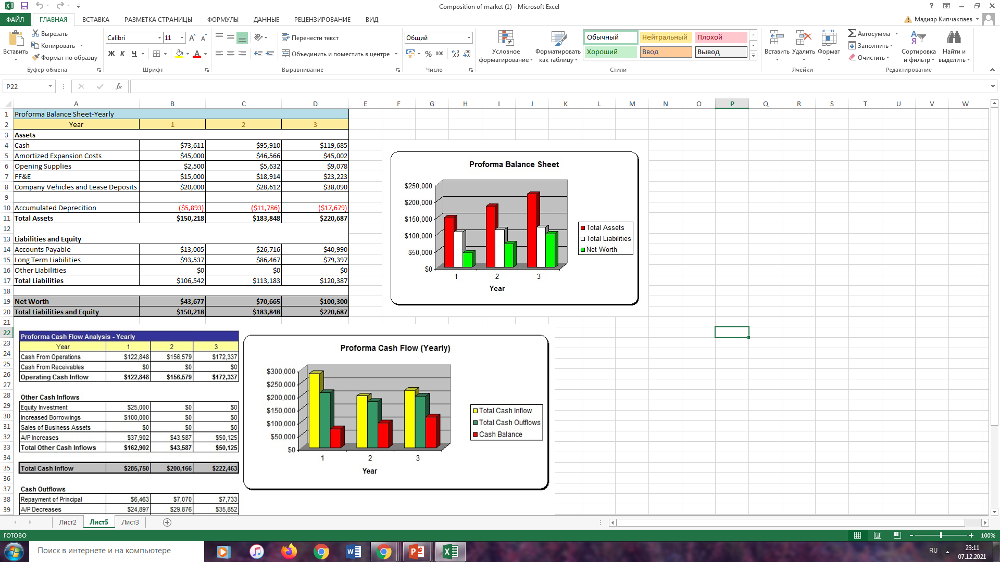 Composition of market (1) - Microsoft Excel
ФАЙЛ ГЛАВНАЯ ВСТАВКА РАЗМЕТКА СТРАНИЦЫ ФОРМУЛЫ ДАННЫЕ РЕЦЕНЗИРОВАНИЕ ВИД Мадияр Кипчакпаев
Вставить
Вырезать
Копировать
Формат по образцу
Буфер обмена
Calibri 11
Ж К Ч
Шрифт
Перенести текст
Объединить и поместить в центре
Выравнивание
Общий
% 000
Число
Условное форматирование
Форматировать как таблицу
Обычный Нейтральный Плохой
Хороший Ввод Вывод
Стили
Вставить Удалить Формат
Ячейки
Автосумма
Заполнить
Очистить
Сортировка и фильтр
Найти и выделить
Редактирование
P22 fx
A B C D E F G H I J K L M N O P Q R S T U V W
1 Proforma Balance Sheet-Yearly
2 Year 1 2 3
3 Assets
4 Cash $73,611 $95,910 $119,685
5 Amortized Expansion Costs $45,000 $46,566 $45,002
6 Opening Supplies $2,500 $5,632 $9,078
7 FF&E $15,000 $18,914 $23,223
8 Company Vehicles and Lease Deposits $20,000 $28,612 $38,090
9
10 Accumulated Deprecition ($5,893) ($11,786) ($17,679)
11 Total Assets $150,218 $183,848 $220,687
12
13 Liabilities and Equity
14 Accounts Payable $13,005 $26,716 $40,990
15 Long Term Liabilities $93,537 $86,467 $79,397
16 Other Liabilities $0 $0 $0
17 Total Liabilities $106,542 $113,183 $120,387
18
19 Net Worth $43,677 $70,665 $100,300
20 Total Liabilities and Equity $150,218 $183,848 $220,687
21
Proforma Balance Sheet
$250,000
$200,000
$150,000
$100,000
$50,000
$0
1 2 3
Year
Total Assets
Total Liabilities
Net Worth
22
23
24
25
26
27
28
29
30
31
32
33
34
35
36
37
38
39
Proforma Cash Flow Analysis - Yearly
Year 1 2 3
Cash From Operations $122,848 $156,579 $172,337
Cash From Receivables $0 $0 $0
Operating Cash Inflow $122,848 $156,579 $172,337
Other Cash Inflows
Equity Investment $25,000 $0 $0
Increased Borrowings $100,000 $0 $0
Sales of Business Assets $0 $0 $0
A/P Increases $37,902 $43,587 $50,125
Total Other Cash Inflows $162,902 $43,587 $50,125
Total Cash Inflow $285,750 $200,166 $222,463
Cash Outflows
Repayment of Principal $6,463 $7,070 $7,733
A/P Decreases $24,897 $29,876 $35,852
Proforma Cash Flow (Yearly)
$300,000
$250,000
$200,000
$150,000
$100,000
$50,000
$0
1 2 3
Year
Total Cash Inflow
Total Cash Outflows
Cash Balance
Лист2 Лист5 Лист3
ГОТОВО 100%
Поиск в интернете и на компьютере
RU
23:11
07.12.2021